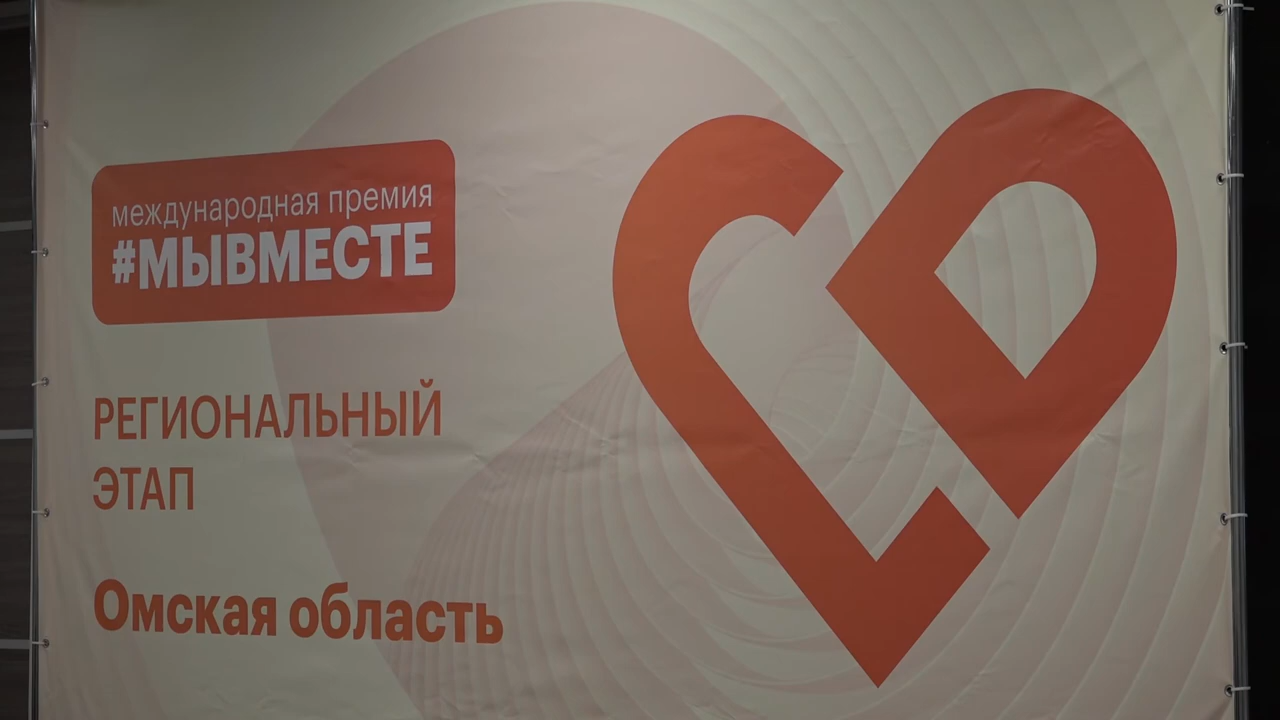 международная премия
#МЫВМЕСТЕ
РЕГИОНАЛЬНЫЙ
ЭТАП
Омская область